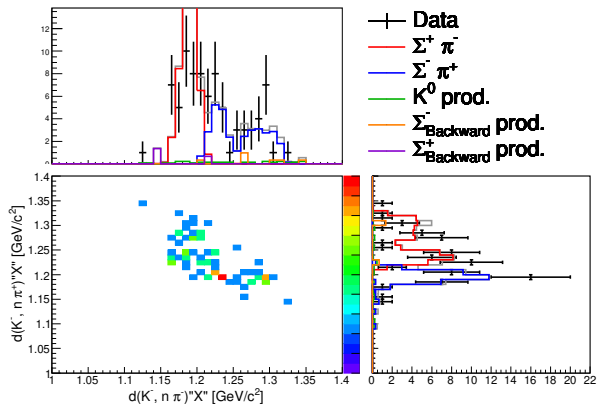 Data
Σ⁺ π⁻
Σ⁻ π⁺
K⁰ prod.
Σ⁻Backward prod.
Σ⁺Backward prod.
12
10
8
6
4
2
0
d(K⁻, n π⁺)"X" [GeV/c²]
1.4
1.35
1.3
1.25
1.2
1.15
1.1
1.05
1
1 1.05 1.1 1.15 1.2 1.25 1.3 1.35 1.4
d(K⁻, n π⁻)"X" [GeV/c²]
0 2 4 6 8 10 12 14 16 18 20 22